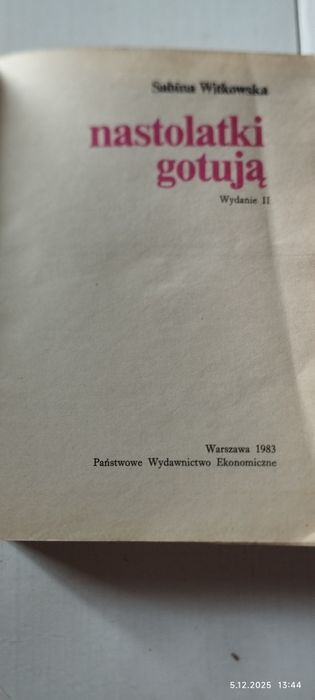 Sabina Witkowska
nastolatki
gotują
Wydanie II
Warszawa 1983
Państwowe Wydawnictwo Ekonomiczne
5.12.2025 13:44